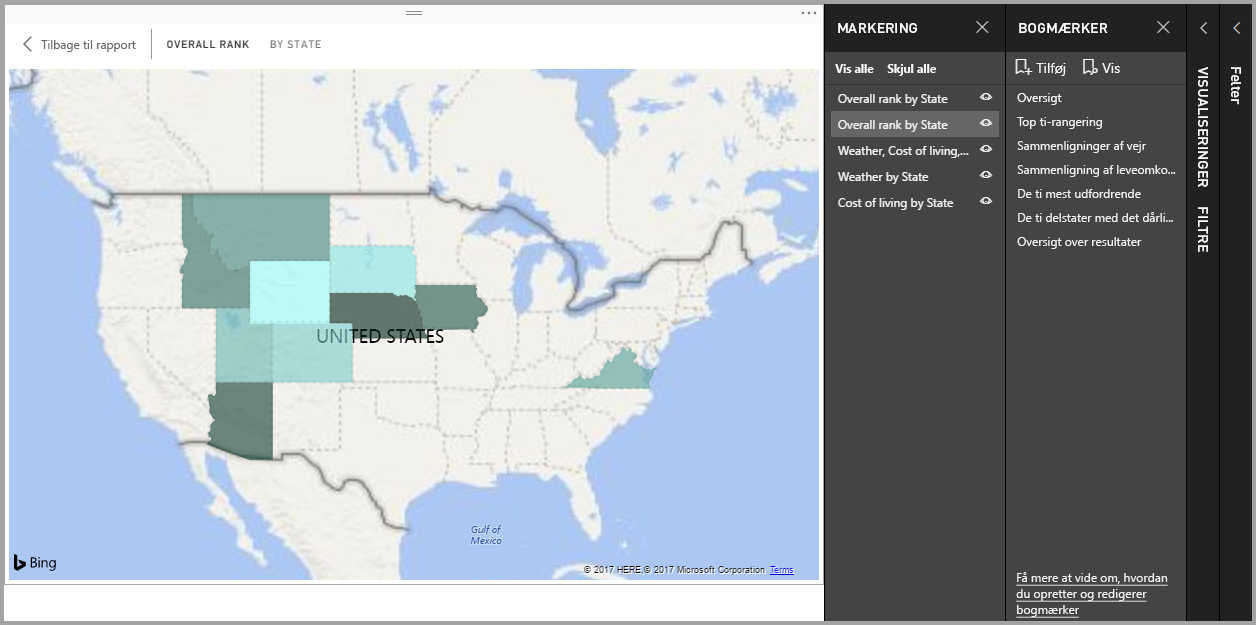 Tilbage til rapport
OVERALL RANK
BY STATE
UNITED STATES
Gulf of
Mexico
Bing
© 2017 HERE,© 2017 Microsoft Corporation Terms
MARKERING
Vis alle Skjul alle
Overall rank by State
Overall rank by State
Weather, Cost of living,...
Weather by State
Cost of living by State
BOGMÆRKER
Tilføj Vis
Oversigt
Top ti-rangering
Sammenligninger af vejr
Sammenligning af leveomko...
De ti mest udfordrende
De ti delstater med det dårli...
Oversigt over resultater
Få mere at vide om, hvordan
du opretter og redigerer
bogmærker
VISUALISERINGER
FILTRE
Felter